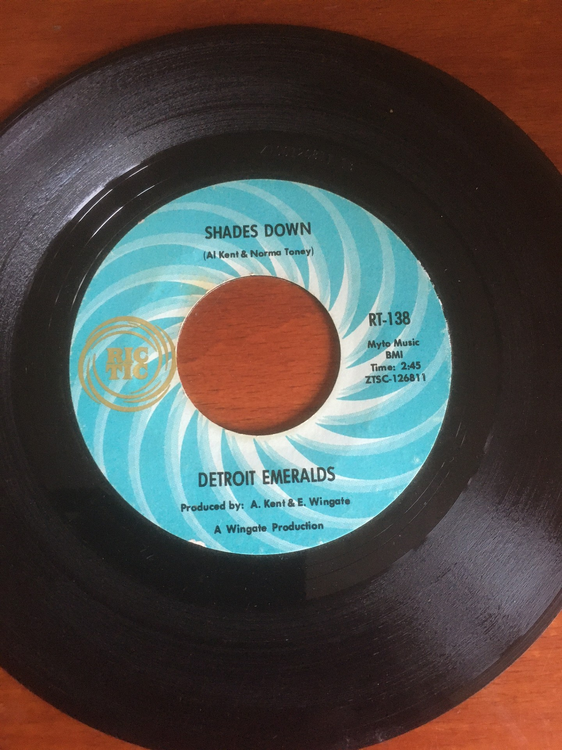 SHADES DOWN
(Al Kent & Norma Toney)
RIC
TIC
RT-138
Myto Music
BMI
Time: 2:45
ZTSC-126811
DETROIT EMERALDS
Produced by: A. Kent & E. Wingate
A Wingate Production